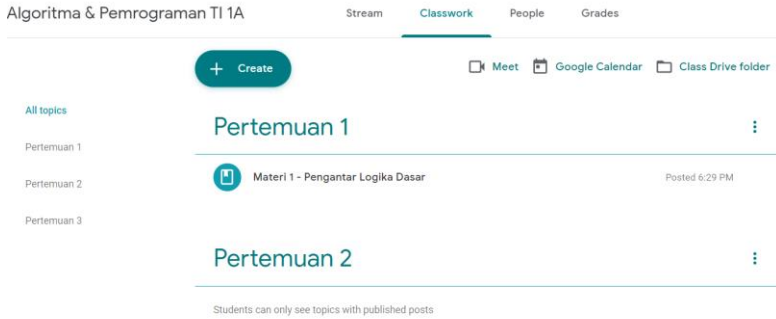 Algoritma & Pemrograman TI 1A
Stream Classwork People Grades
+ Create
Meet Google Calendar Class Drive folder
All topics
Pertemuan 1
Pertemuan 2
Pertemuan 3
Pertemuan 1
Materi 1 - Pengantar Logika Dasar Posted 6:29 PM
Pertemuan 2
Students can only see topics with published posts